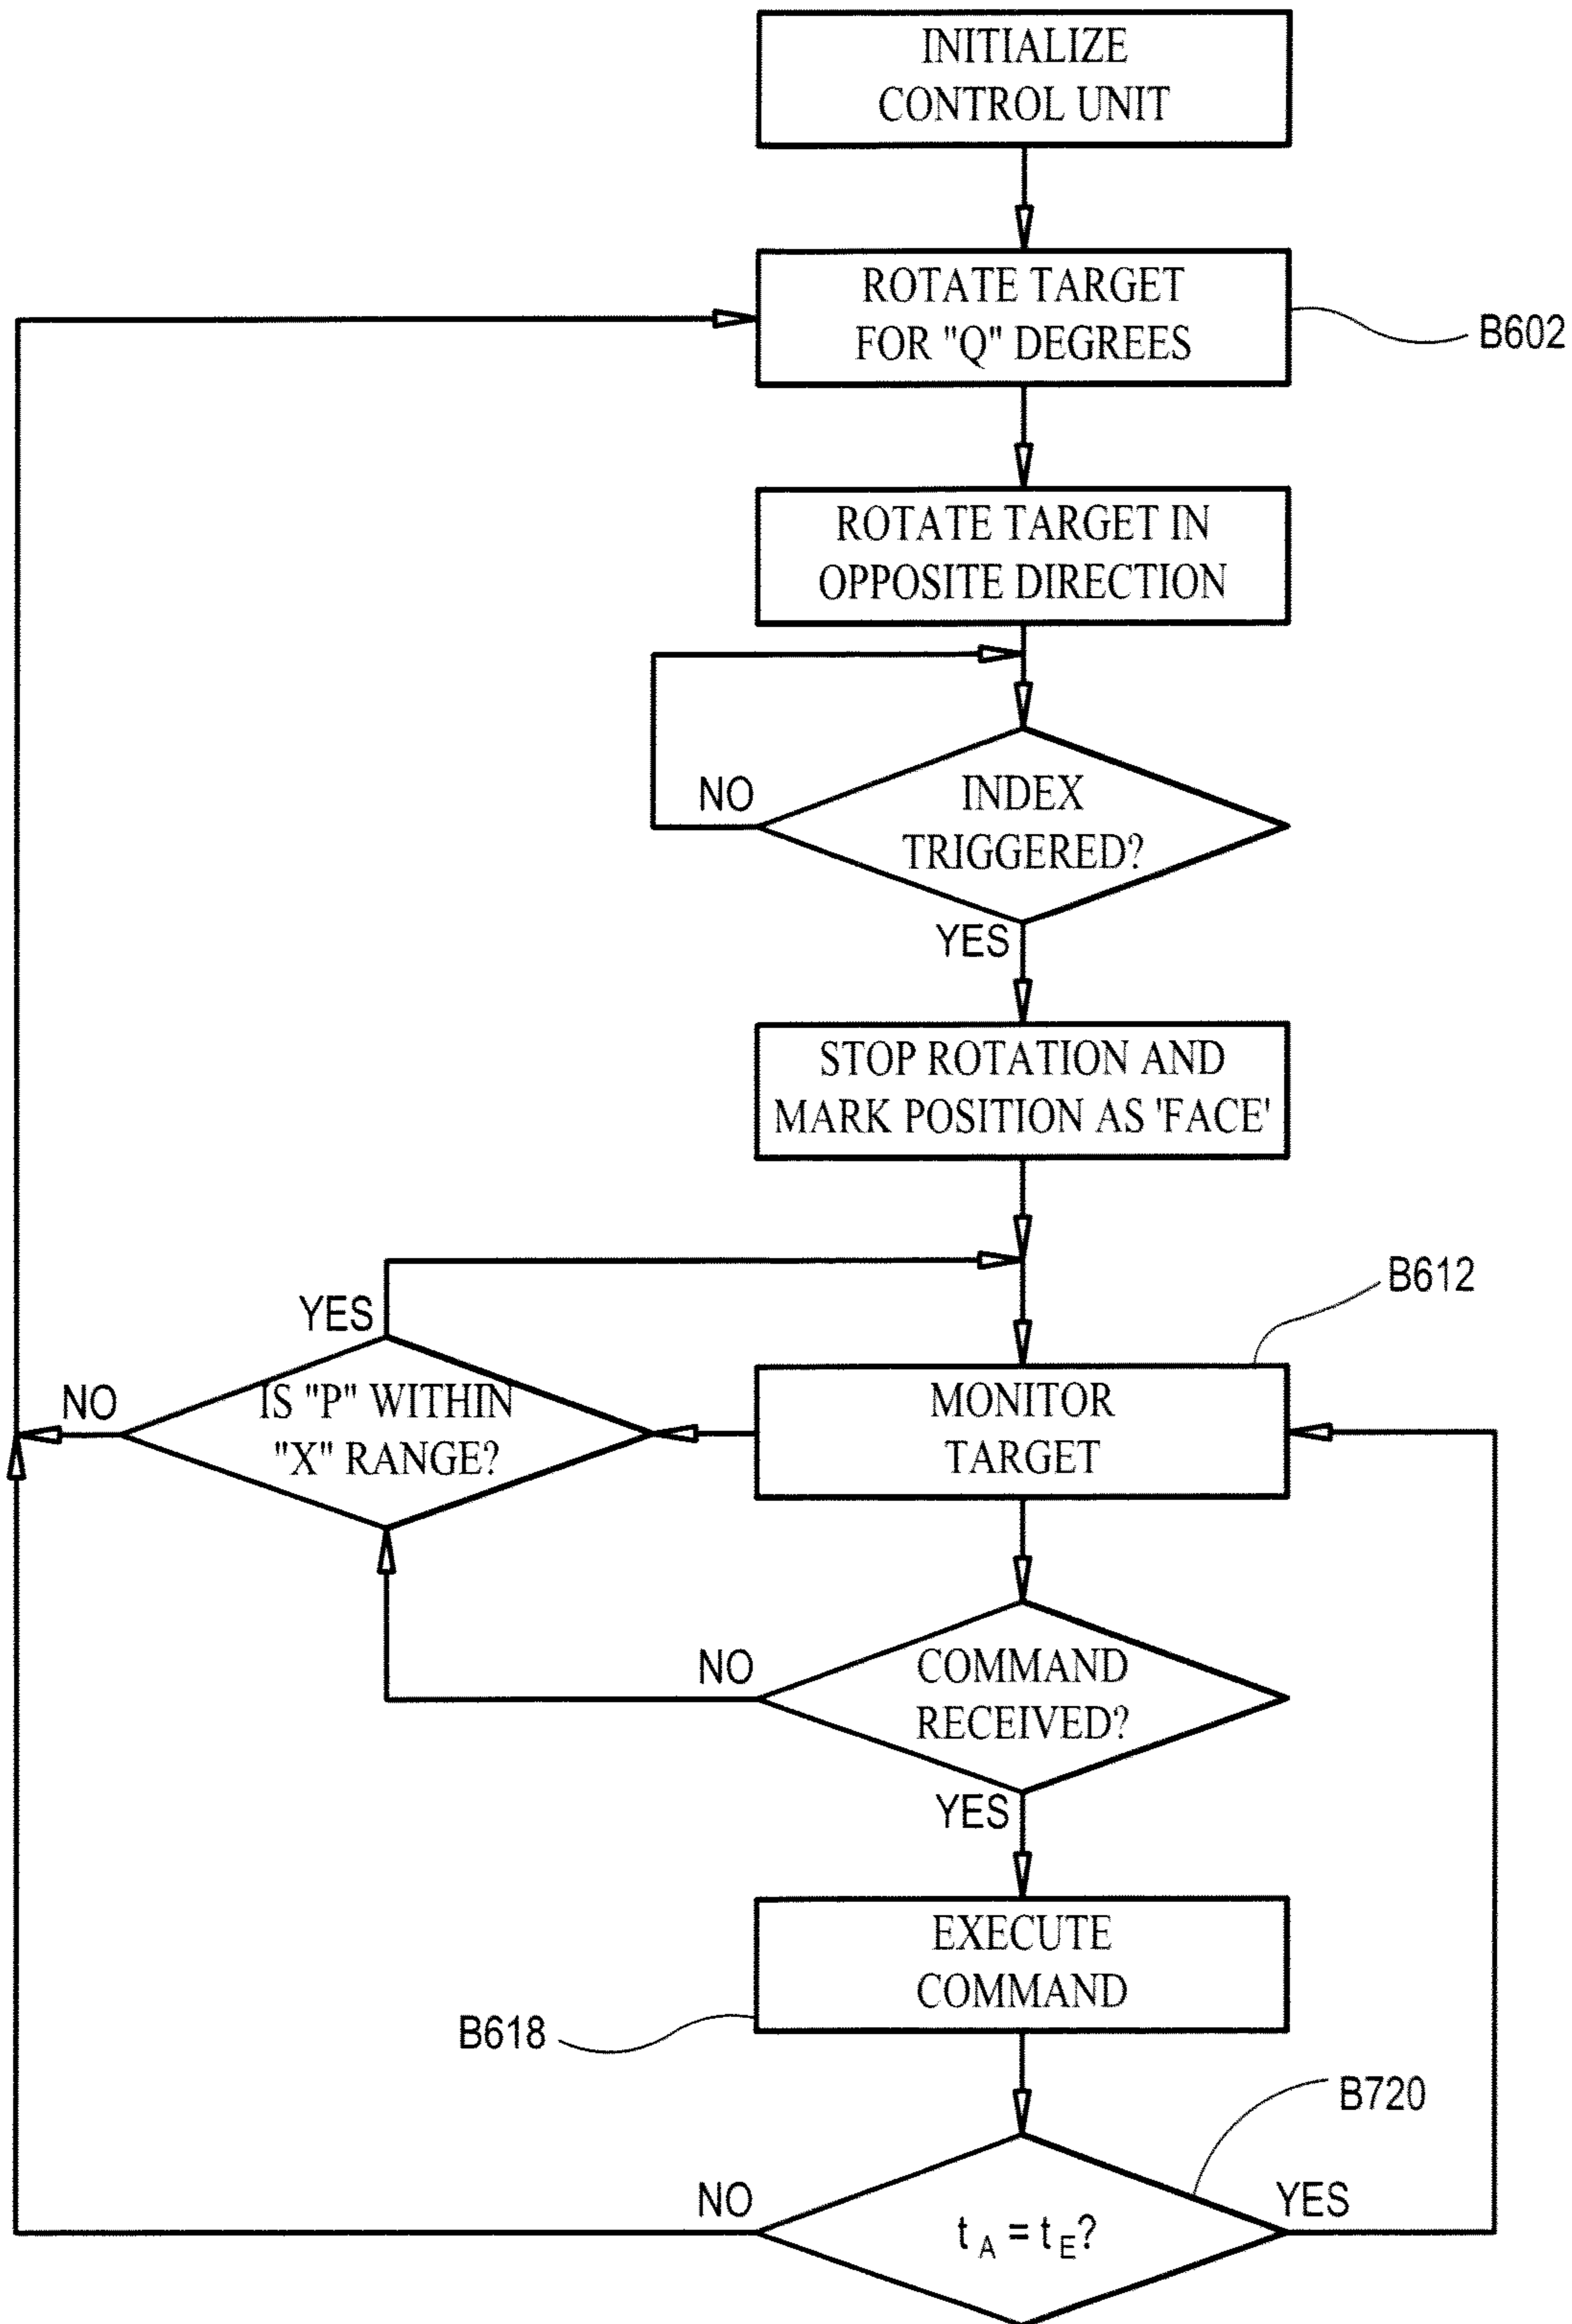 INITIALIZE
CONTROL UNIT
ROTATE TARGET
FOR "Q" DEGREES
B602
ROTATE TARGET IN
OPPOSITE DIRECTION
NO
INDEX
TRIGGERED?
YES
STOP ROTATION AND
MARK POSITION AS 'FACE'
B612
YES
NO
IS "P" WITHIN
"X" RANGE?
MONITOR
TARGET
NO
COMMAND
RECEIVED?
YES
EXECUTE
COMMAND
B618
B720
NO
t A = t E?
YES